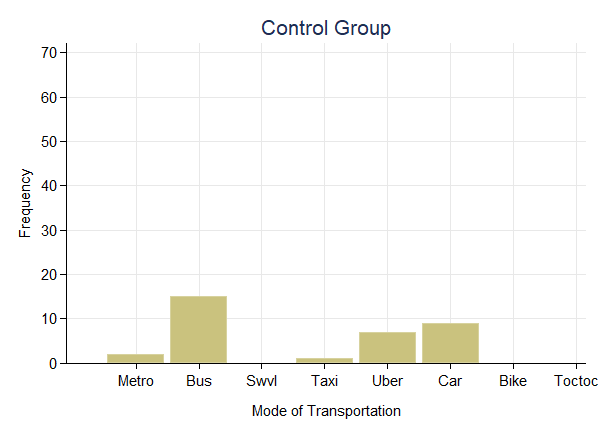 Control Group
70
60
50
40
30
20
10
0
Frequency
Metro Bus Swvl Taxi Uber Car Bike Toctoc
Mode of Transportation